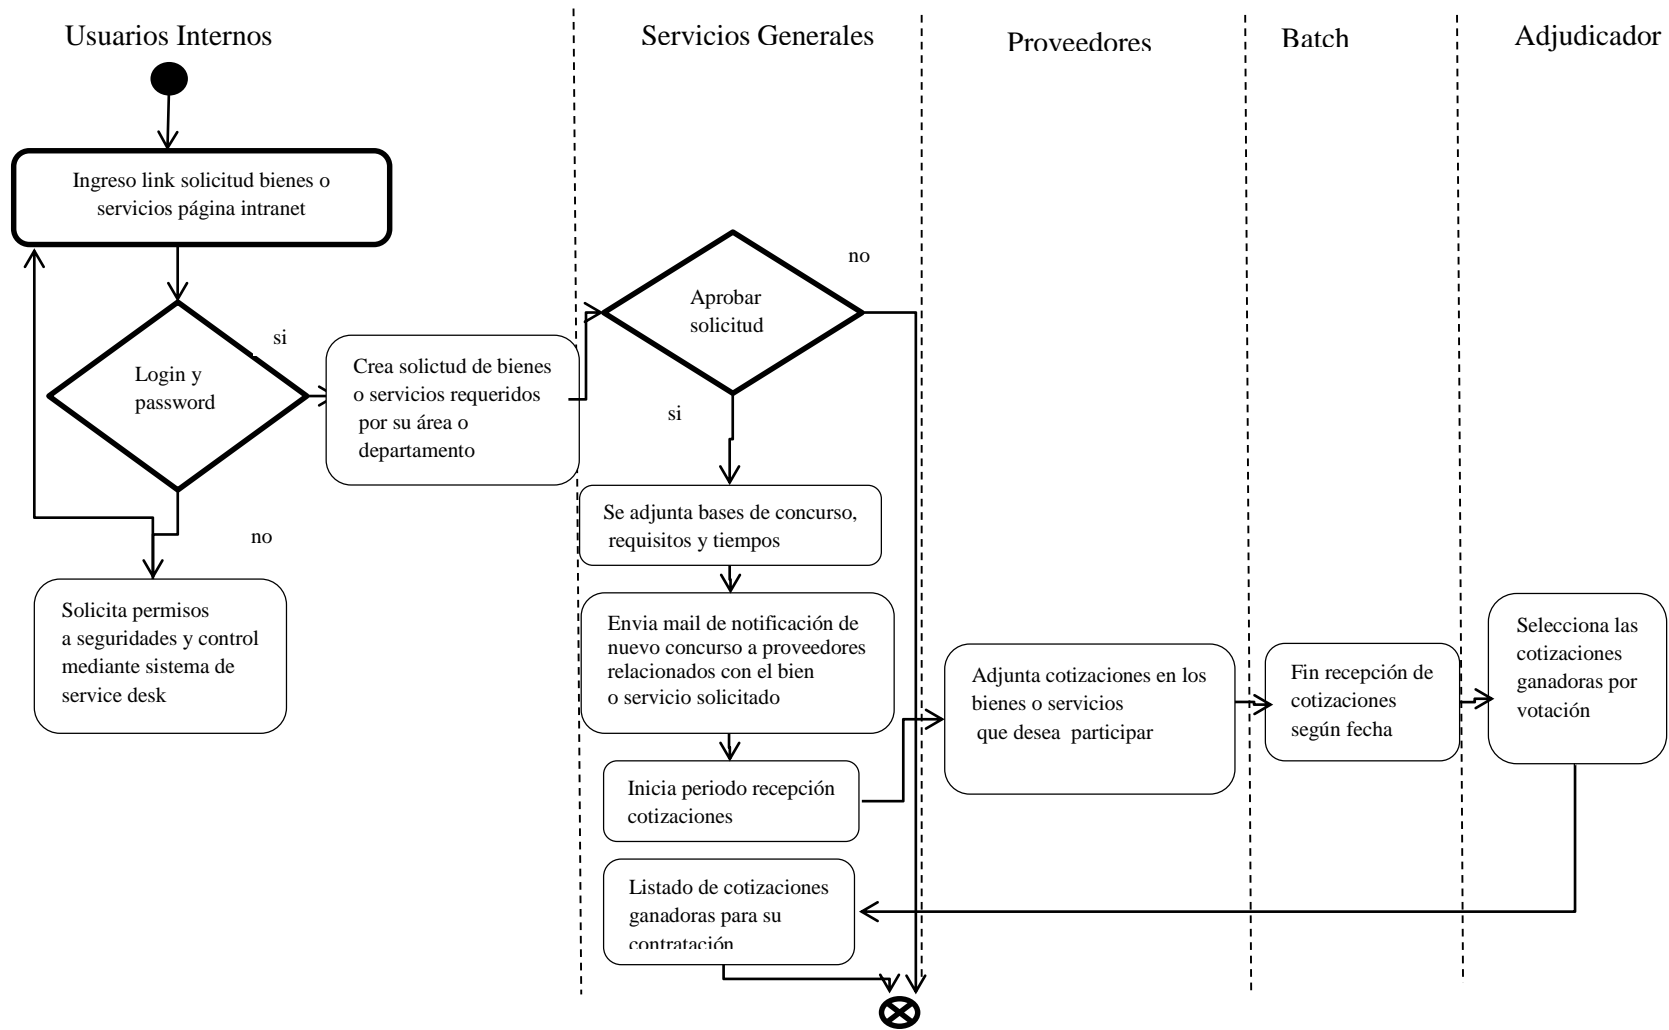 Usuarios Internos
Servicios Generales
Proveedores
Batch
Adjudicador
Ingreso link solicitud bienes o
servicios página intranet
Login y
password
si
no
Crea solictud de bienes
o servicios requeridos
por su área o
departamento
Solicita permisos
a seguridades y control
mediante sistema de
service desk
Aprobar
solicitud
no
si
Se adjunta bases de concurso,
requisitos y tiempos
Envia mail de notificación de
nuevo concurso a proveedores
relacionados con el bien
o servicio solicitado
Inicia periodo recepción
cotizaciones
Adjunta cotizaciones en los
bienes o servicios
que desea participar
Fin recepción de
cotizaciones
según fecha
Selecciona las
cotizaciones
ganadoras por
votación
Listado de cotizaciones
ganadoras para su
contratación